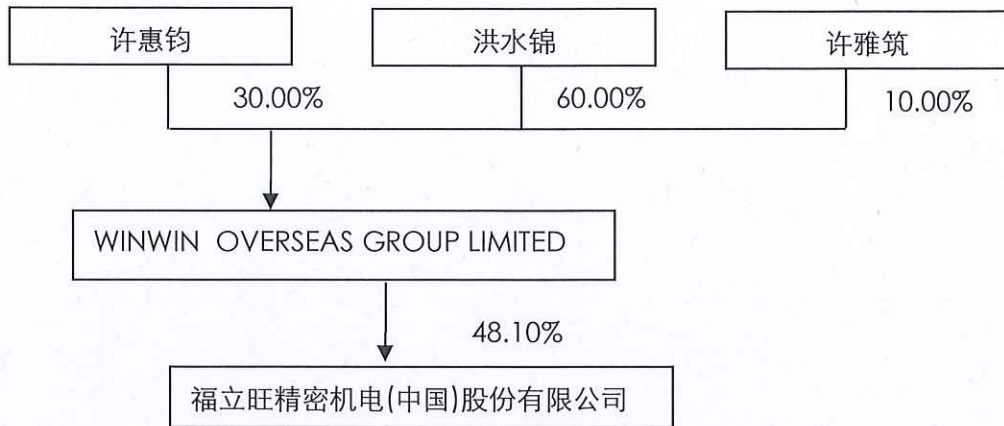 许惠钧
洪水锦
许雅筑
30.00%
60.00%
10.00%
WINWIN OVERSEAS GROUP LIMITED
48.10%
福立旺精密机电(中国)股份有限公司